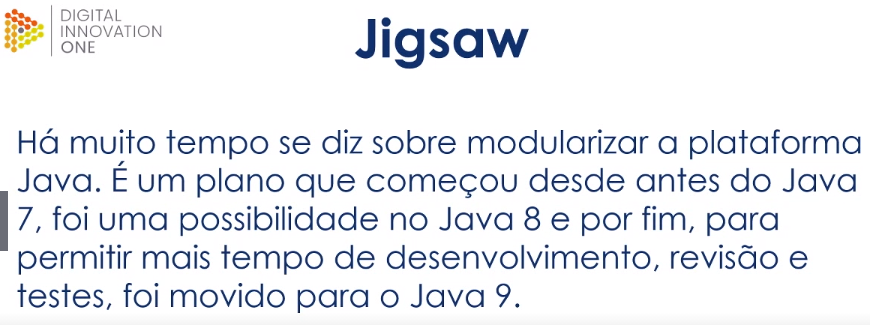 DIGITAL
INNOVATION
ONE
Jigsaw
Há muito tempo se diz sobre modularizar a plataforma
Java. É um plano que começou desde antes do Java
7, foi uma possibilidade no Java 8 e por fim, para
permitir mais tempo de desenvolvimento, revisão e
testes, foi movido para o Java 9.